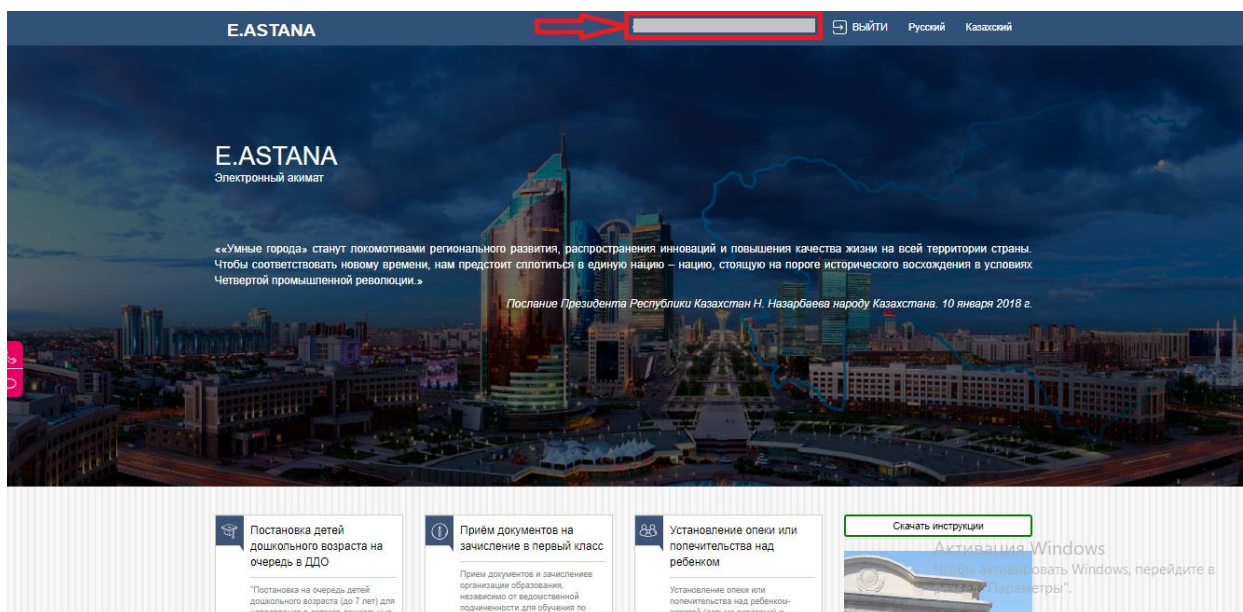 E.ASTANA
ВЫЙТИ Русский Казахский
E.ASTANA
Электронный акимат
««Умные города» станут локомотивами регионального развития, распространения инноваций и повышения качества жизни на всей территории страны.
Чтобы соответствовать новому времени, нам предстоит сплотиться в единую нацию – нацию, стоящую на пороге исторического восхождения в условиях
Четвертой промышленной революции.»
Послание Президента Республики Казахстан Н. Назарбаева народу Казахстана. 10 января 2018 г.
Постановка детей
дошкольного возраста на
очередь в ДДО
"Постановка на очередь детей
дошкольного возраста (до 7 лет) для
Приём документов на
зачисление в первый класс
Прием документов и зачислениев
организации образования,
независимо от ведомственной
подчиненности для обучения по
Установление опеки или
попечительства над
ребенком
Установление опеки или
попечительства над ребенком-
Скачать инструкции
Активация Windows
Чтобы активировать Windows, перейдите в
раздел "Параметры".